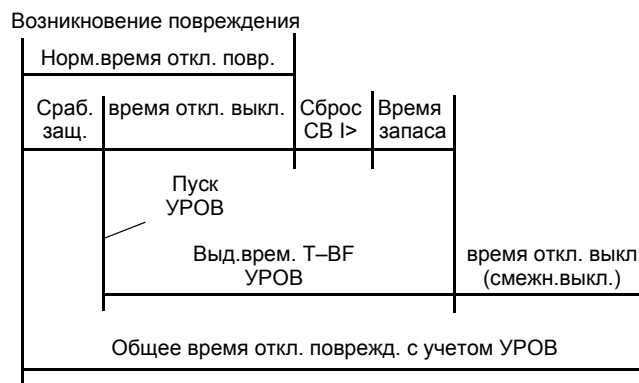 Возникновение повреждения
Норм.время откл. повр.
Сраб. защ.
время откл. выкл.
Сброс СВ I>
Время запаса
Пуск УРОВ
Выд.врем. T–BF УРОВ
время откл. выкл (смежн.выкл.)
Общее время откл. поврежд. с учетом УРОВ